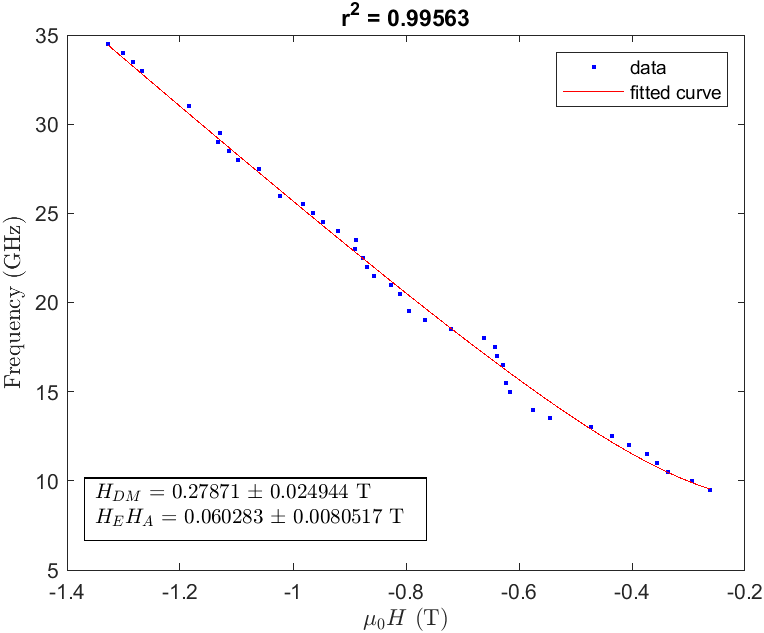 r² = 0.99563
35
30
25
20
15
10
5
Frequency (GHz)
data
fitted curve
H_DM = 0.27871 ± 0.024944 T
H_E H_A = 0.060283 ± 0.0080517 T
-1.4 -1.2 -1 -0.8 -0.6 -0.4 -0.2
μ₀H (T)